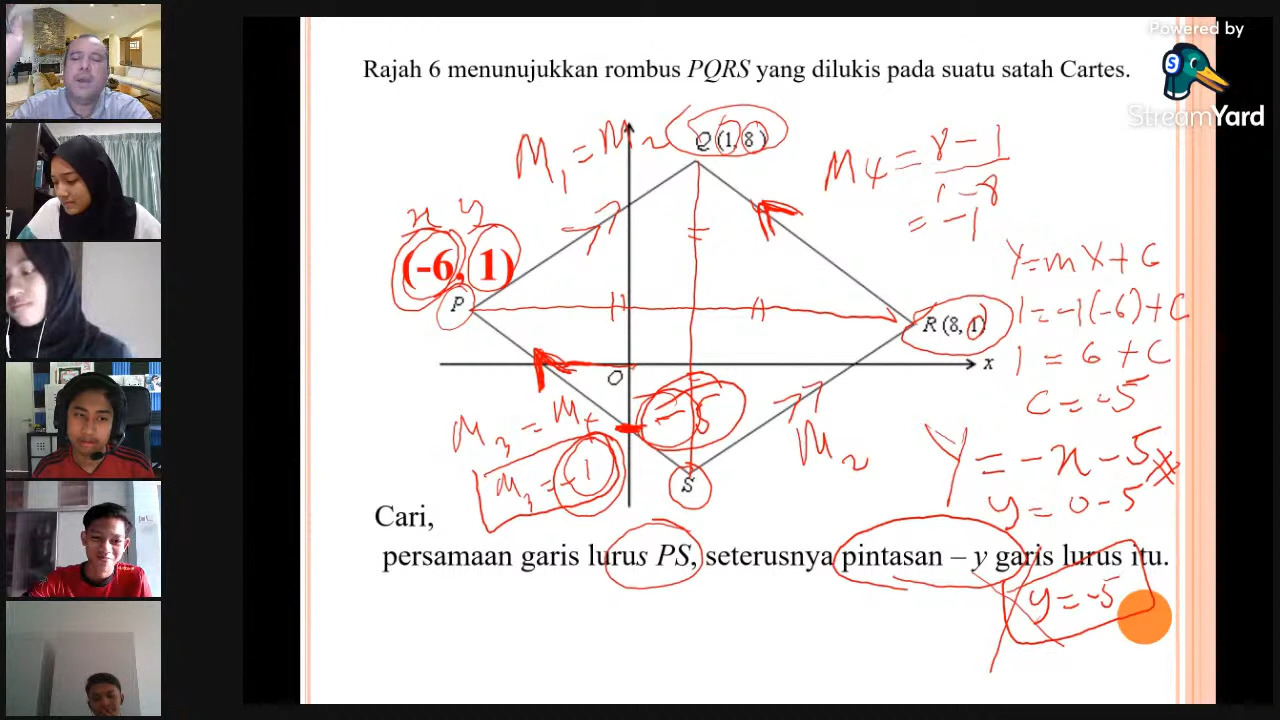 Powered by
StreamYard
Rajah 6 menunujukkan rombus PQRS yang dilukis pada suatu satah Cartes.
M₁ = M₂
Q (1, 8)
M4 = 8 - 1
1 - 8
= -1
x y
(-6, 1)
P
R (8, 1)
y = mx + c
1 = -1(-6) + c
1 = 6 + c
c = -5
O
x
= -5
M₃ = M₄
M₃ = -1
M₂
S
Y = -x - 5
y = 0 - 5
Cari,
persamaan garis lurus PS, seterusnya pintasan – y garis lurus itu.
y = -5